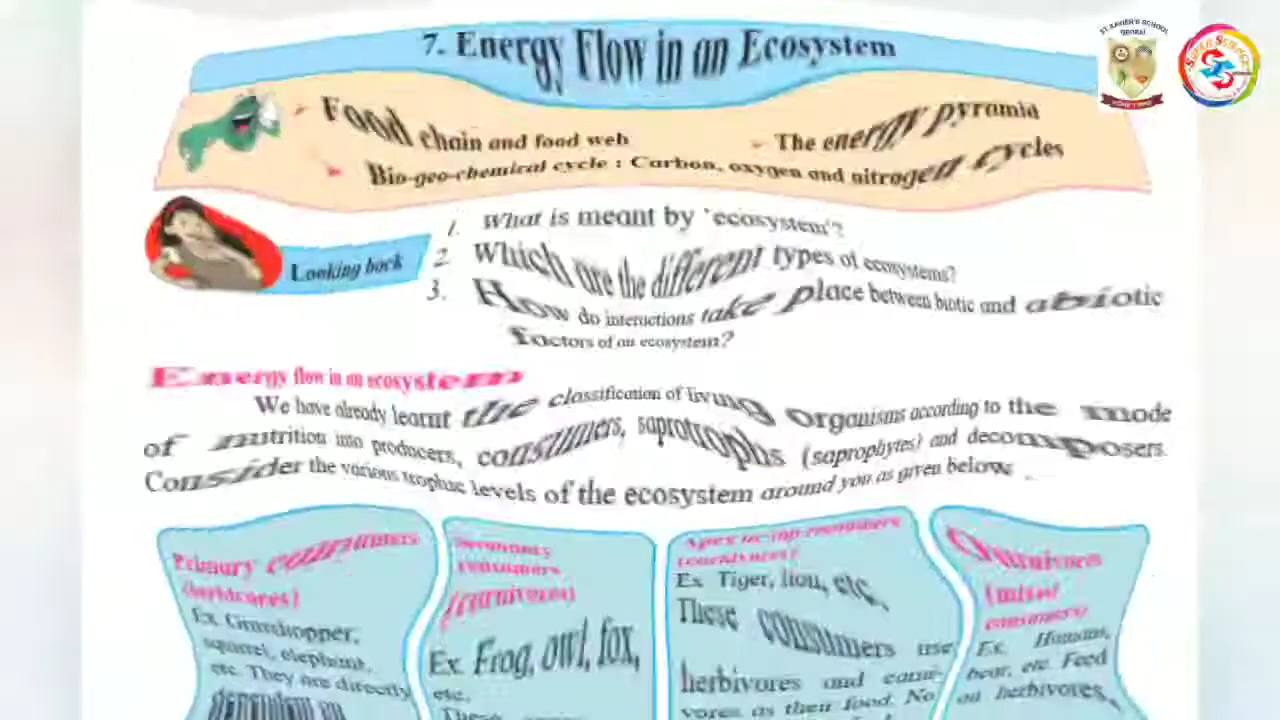 7. Energy Flow in an Ecosystem
ST. XAVIER'S SCHOOL
Food chain and food web
The energy pyramid
Bio-geo-chemical cycle : Carbon, oxygen and nitrogen cycles
Looking back
1. What is meant by 'ecosystem'?
2. Which are the different types of ecosystems?
3. How do interactions take place between biotic and abiotic
factors of an ecosystem?
Energy flow in an ecosystem
We have already learnt the classification of living organisms according to the mode
of nutrition into producers, consumers, saprotrophs (saprophytes) and decomposers.
Consider the various trophic levels of the ecosystem around you as given below.
Primary consumers
(herbivores)
Ex. Grasshopper,
squirrel, elephant,
etc. They are directly
dependent on
Secondary
consumers
(carnivores)
Ex. Frog, owl, fox,
etc.
These
Apex or top consumers
Ex. Tiger, lion, etc.
These consumers use
herbivores and carni-
vores as their food. No
Omnivores
(mixed
consumers)
Ex. Humans,
bear, etc. Feed
on herbivores,